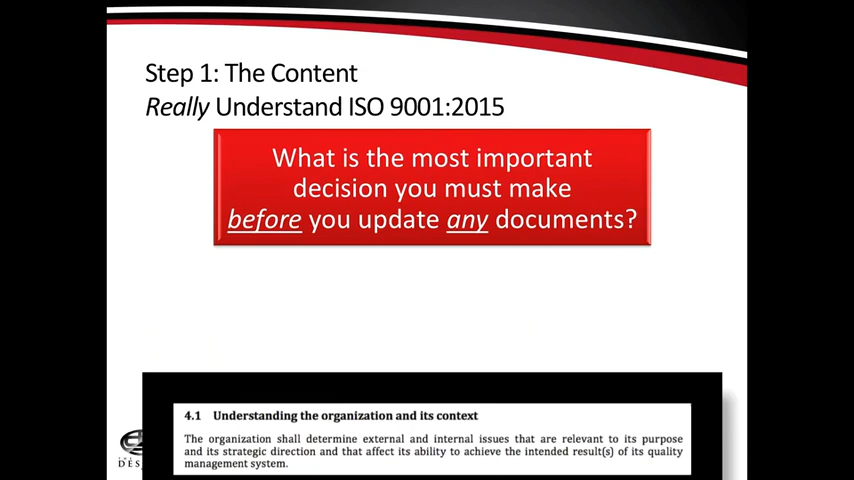 Step 1: The Content
Really Understand ISO 9001:2015
What is the most important
decision you must make
before you update any documents?
4.1 Understanding the organization and its context
The organization shall determine external and internal issues that are relevant to its purpose
and its strategic direction and that affect its ability to achieve the intended result(s) of its quality
management system.